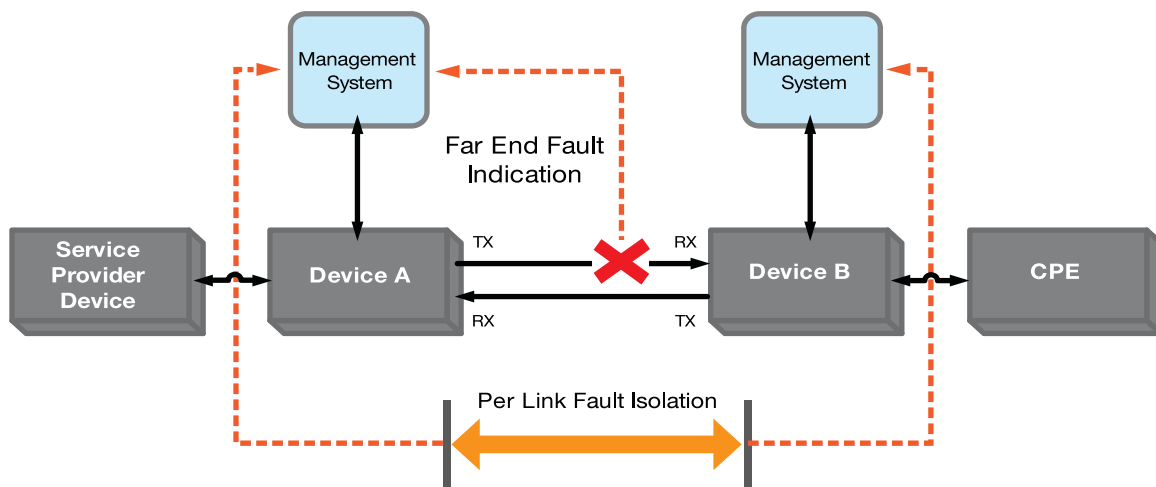 Management
System
Management
System
Far End Fault
Indication
Service
Provider
Device
Device A
TX
RX
RX
TX
Device B
CPE
Per Link Fault Isolation